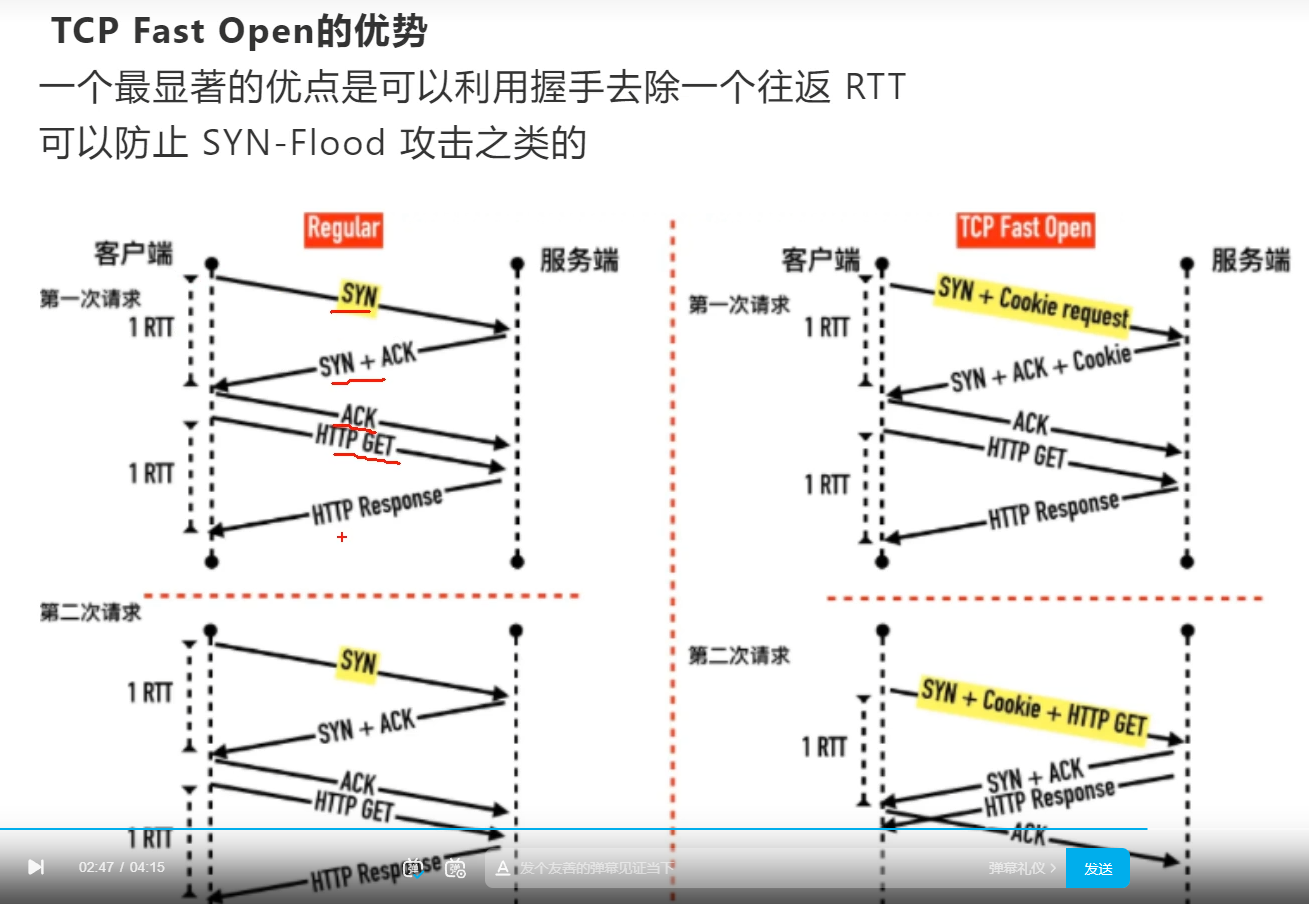 TCP Fast Open的优势
一个最显著的优点是可以利用握手去除一个往返 RTT
可以防止 SYN-Flood 攻击之类的
Regular
客户端
服务端
第一次请求
1 RTT
SYN
SYN + ACK
ACK
HTTP GET
1 RTT
HTTP Response
第二次请求
1 RTT
SYN
SYN + ACK
ACK
HTTP GET
1 RTT
HTTP Response
TCP Fast Open
客户端
服务端
第一次请求
1 RTT
SYN + Cookie request
SYN + ACK + Cookie
ACK
HTTP GET
1 RTT
HTTP Response
第二次请求
1 RTT
SYN + Cookie + HTTP GET
SYN + ACK
HTTP Response
ACK
02:47 / 04:15
弹
弹
A
发个友善的弹幕见证当下
弹幕礼仪
发送